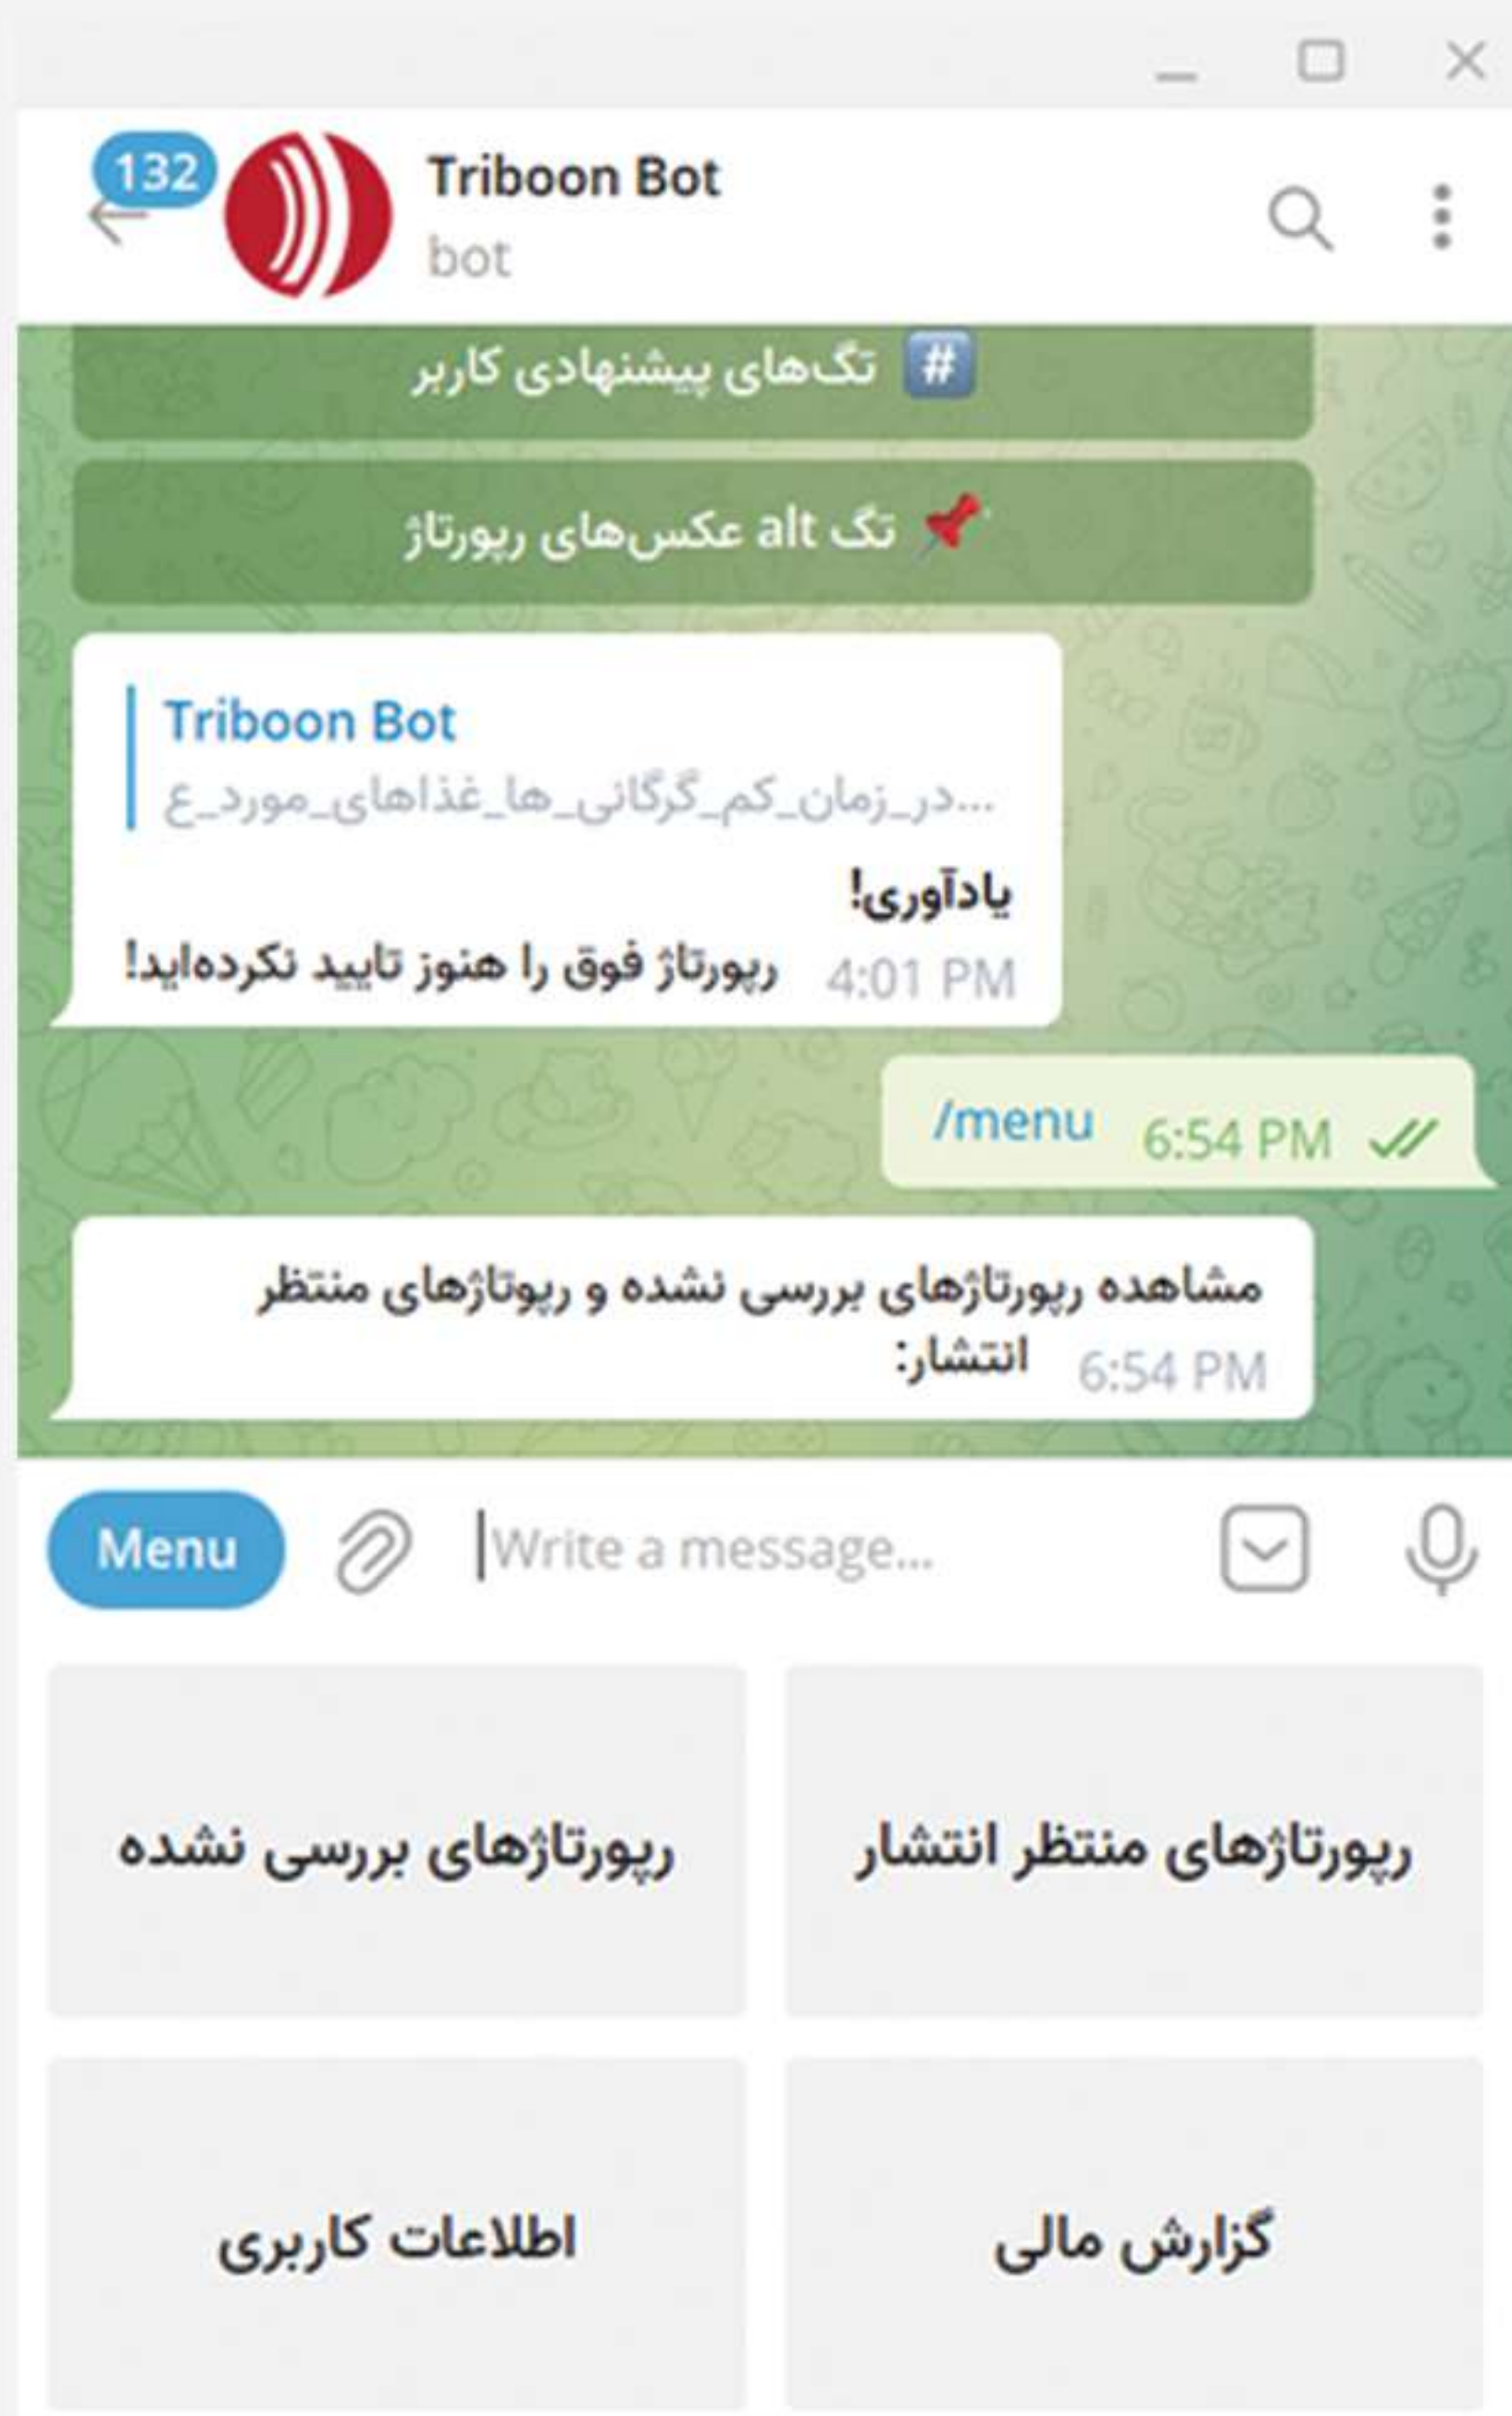 132
Triboon Bot
bot
#️⃣ تگ‌های پیشنهادی کاربر
📌 تگ alt عکس‌های رپورتاژ
Triboon Bot
در_زمان_کم_گرگانی_ها_غذاهای_مورد_ع...
یادآوری!
رپورتاژ فوق را هنوز تایید نکرده‌اید! 4:01 PM
/menu 6:54 PM
مشاهده رپورتاژهای بررسی نشده و رپوتاژهای منتظر
انتشار: 6:54 PM
Menu
Write a message...
رپورتاژهای منتظر انتشار
رپورتاژهای بررسی نشده
گزارش مالی
اطلاعات کاربری